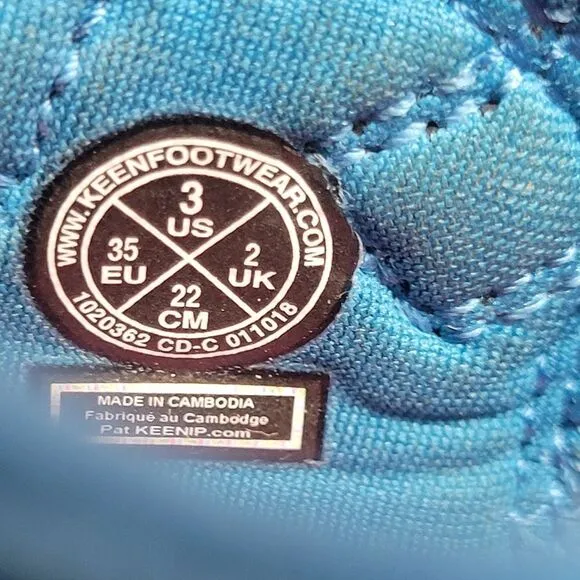 WWW.KEENFOOTWEAR.COM
3
US
35
EU
2
UK
22
CM
1020362 CD-C 011018
MADE IN CAMBODIA
Fabriqué au Cambodge
Pat KEENIP.com